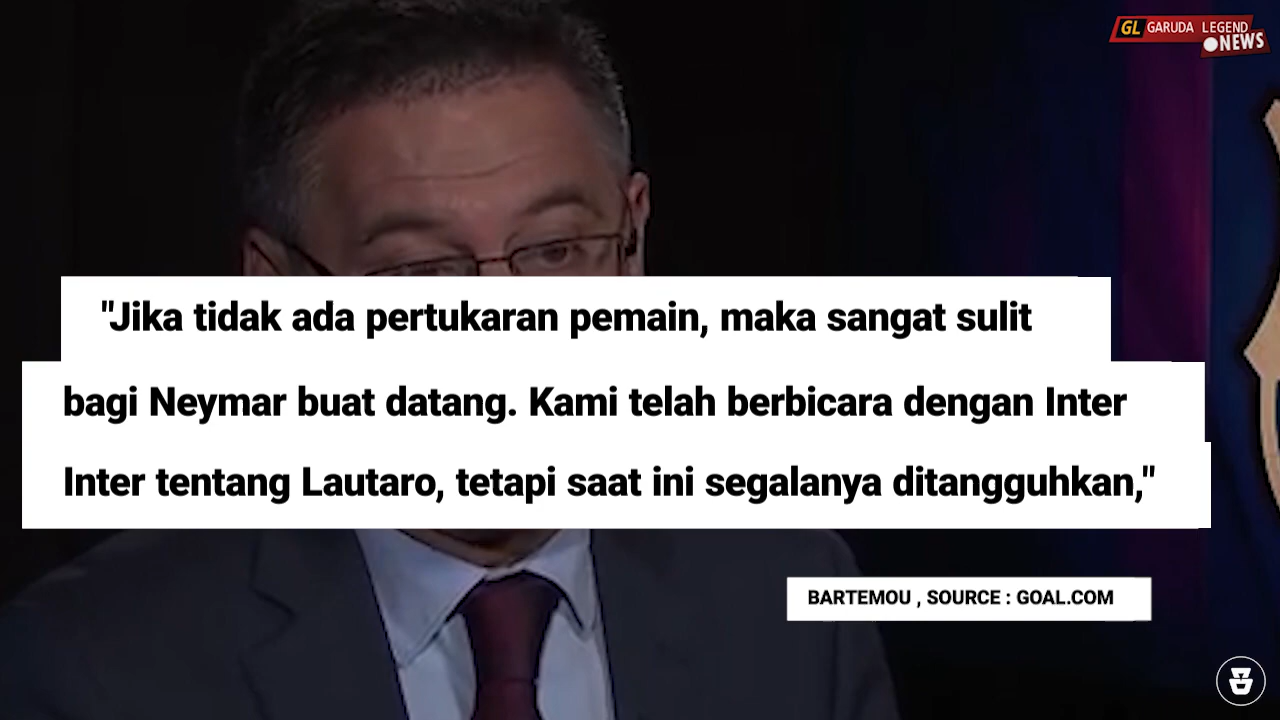 GL GARUDA LEGEND
NEWS
"Jika tidak ada pertukaran pemain, maka sangat sulit
bagi Neymar buat datang. Kami telah berbicara dengan Inter
Inter tentang Lautaro, tetapi saat ini segalanya ditangguhkan,"
BARTEMOU , SOURCE : GOAL.COM